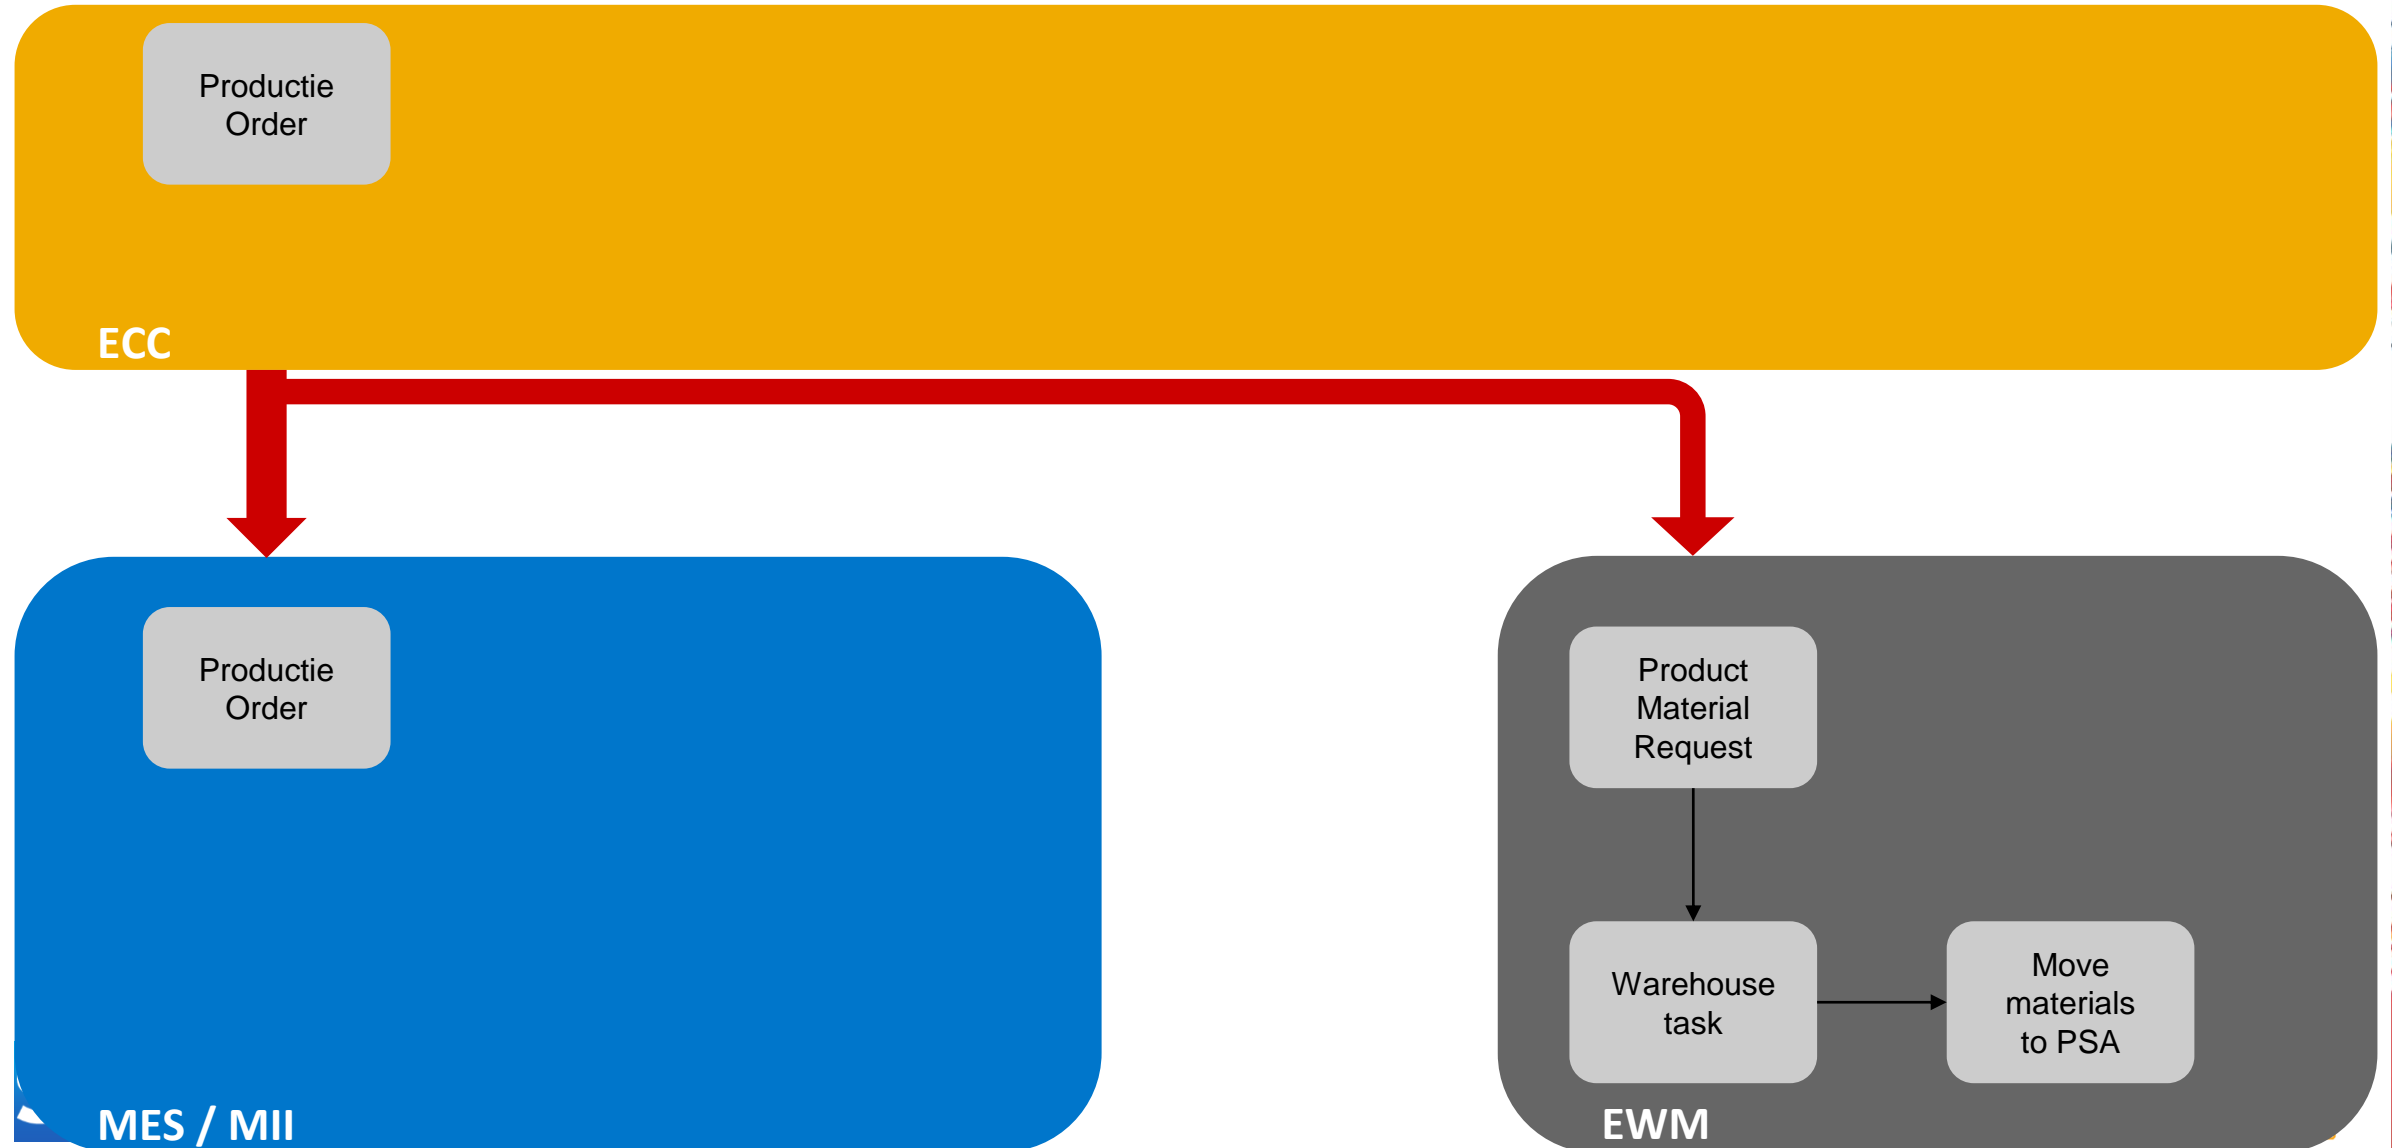 Productie
Order
ECC
Productie
Order
MES / MII
Product
Material
Request
Warehouse
task
Move
materials
to PSA
EWM